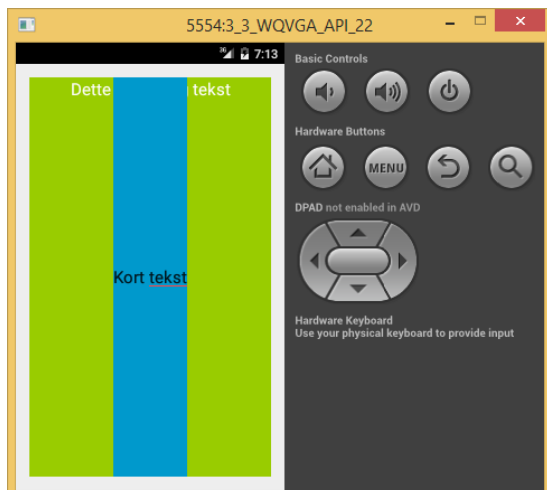 5554:3_3_WQVGA_API_22
3G 7:13
Dette tekst
Kort tekst
Basic Controls
Hardware Buttons
MENU
DPAD not enabled in AVD
Hardware Keyboard
Use your physical keyboard to provide input